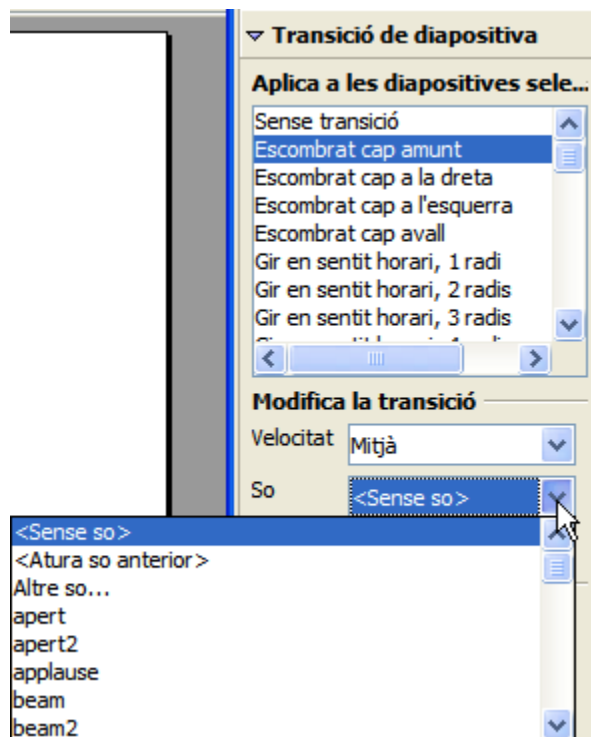 Transició de diapositiva
Aplica a les diapositives sele...
Sense transició
Escombrat cap amunt
Escombrat cap a la dreta
Escombrat cap a l'esquerra
Escombrat cap avall
Gir en sentit horari, 1 radi
Gir en sentit horari, 2 radis
Gir en sentit horari, 3 radis
Modifica la transició
Velocitat Mitjà
So <Sense so>
<Sense so>
<Atura so anterior>
Altre so...
apert
apert2
applause
beam
beam2